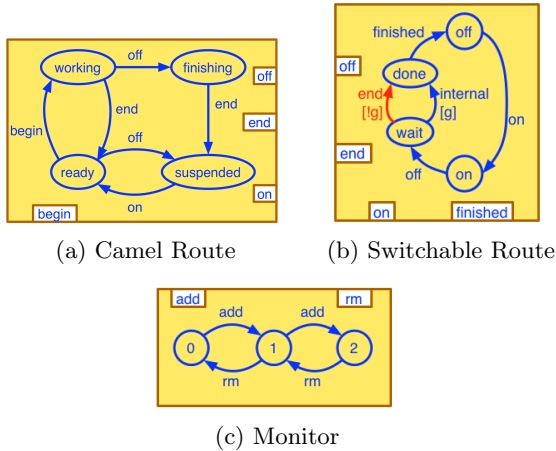 off
working
finishing
off
end
end
begin
off
ready
suspended
on
on
begin
(a) Camel Route
finished
off
off
done
end
[!g]
internal
[g]
on
wait
end
off
on
on
finished
(b) Switchable Route
add
rm
add
add
0
1
2
rm
rm
(c) Monitor